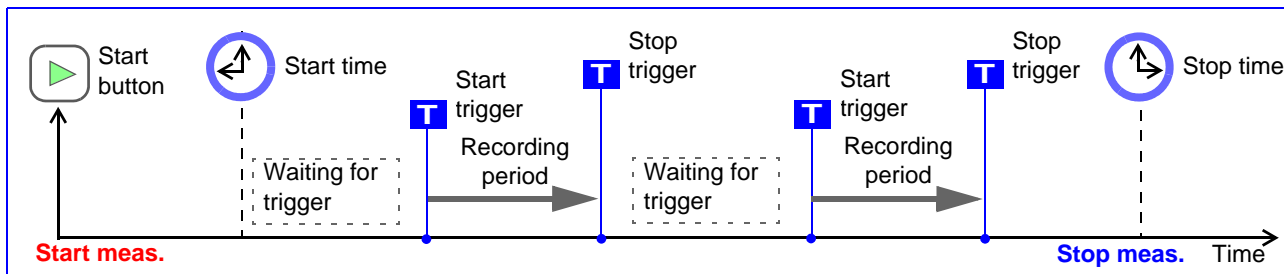 Start
button
Start time
T
Start
trigger
Stop
trigger
T
T
Start
trigger
Stop
trigger
T
Stop time
Waiting for
trigger
Recording
period
Waiting for
trigger
Recording
period
Start meas.
Stop meas.
Time